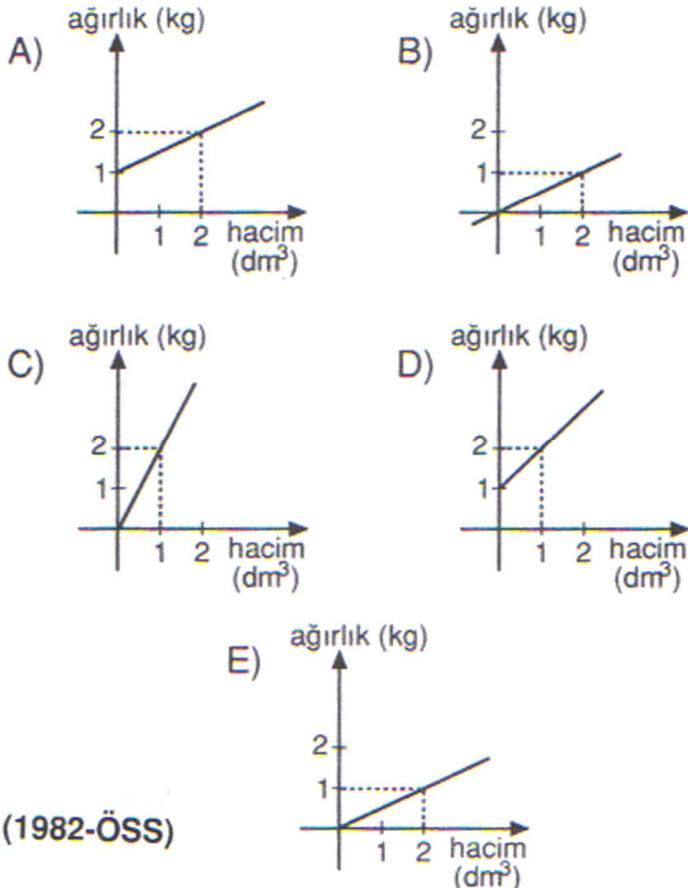 ağırlık (kg)
A)
2
1
1 2 hacim
(dm³)
ağırlık (kg)
B)
2
1
1 2 hacim
(dm³)
ağırlık (kg)
C)
2
1
1 2 hacim
(dm³)
ağırlık (kg)
D)
2
1
1 2 hacim
(dm³)
ağırlık (kg)
E)
2
1
1 2 hacim
(dm³)
(1982-ÖSS)